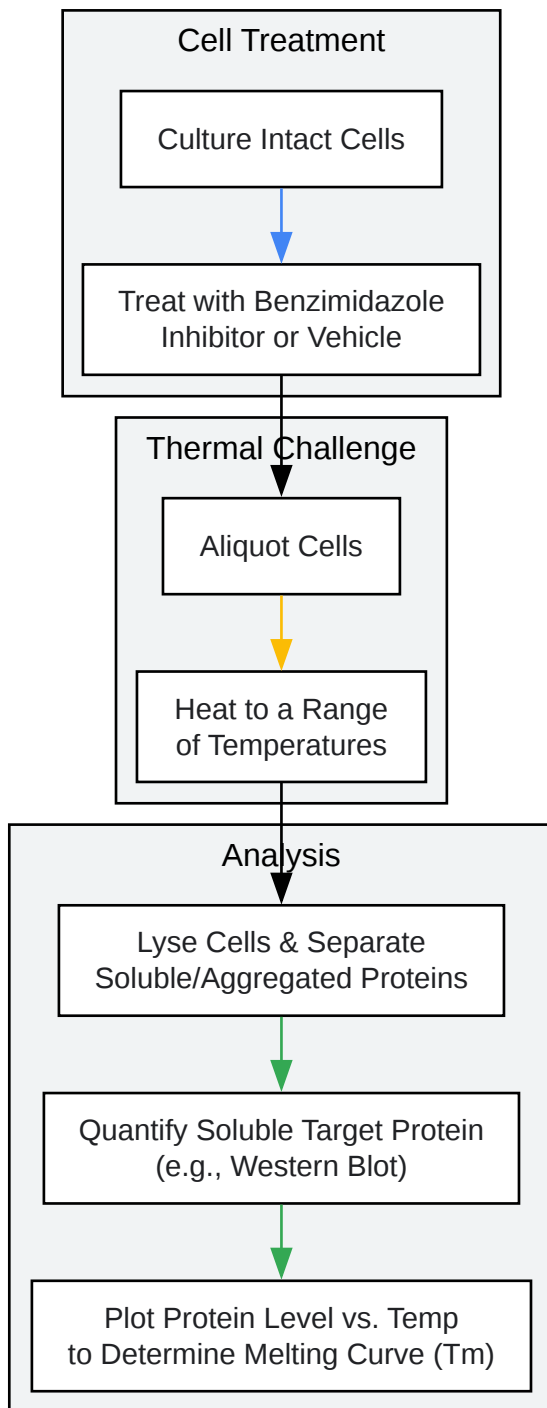 Cell Treatment
Culture Intact Cells
Treat with Benzimidazole
Inhibitor or Vehicle
Thermal Challenge
Aliquot Cells
Heat to a Range
of Temperatures
Analysis
Lyse Cells & Separate
Soluble/Aggregated Proteins
Quantify Soluble Target Protein
(e.g., Western Blot)
Plot Protein Level vs. Temp
to Determine Melting Curve (Tm)